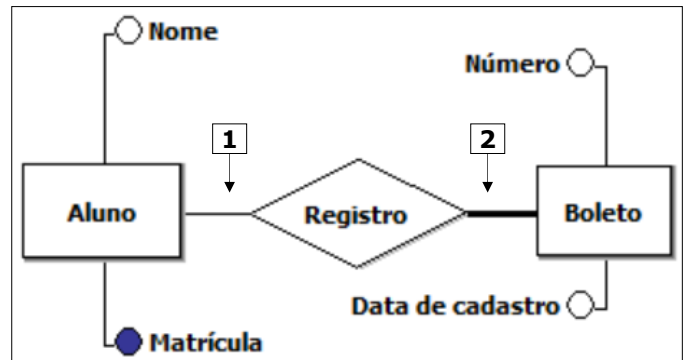 Nome
Número
1
2
Aluno
Registro
Boleto
Data de cadastro
Matrícula